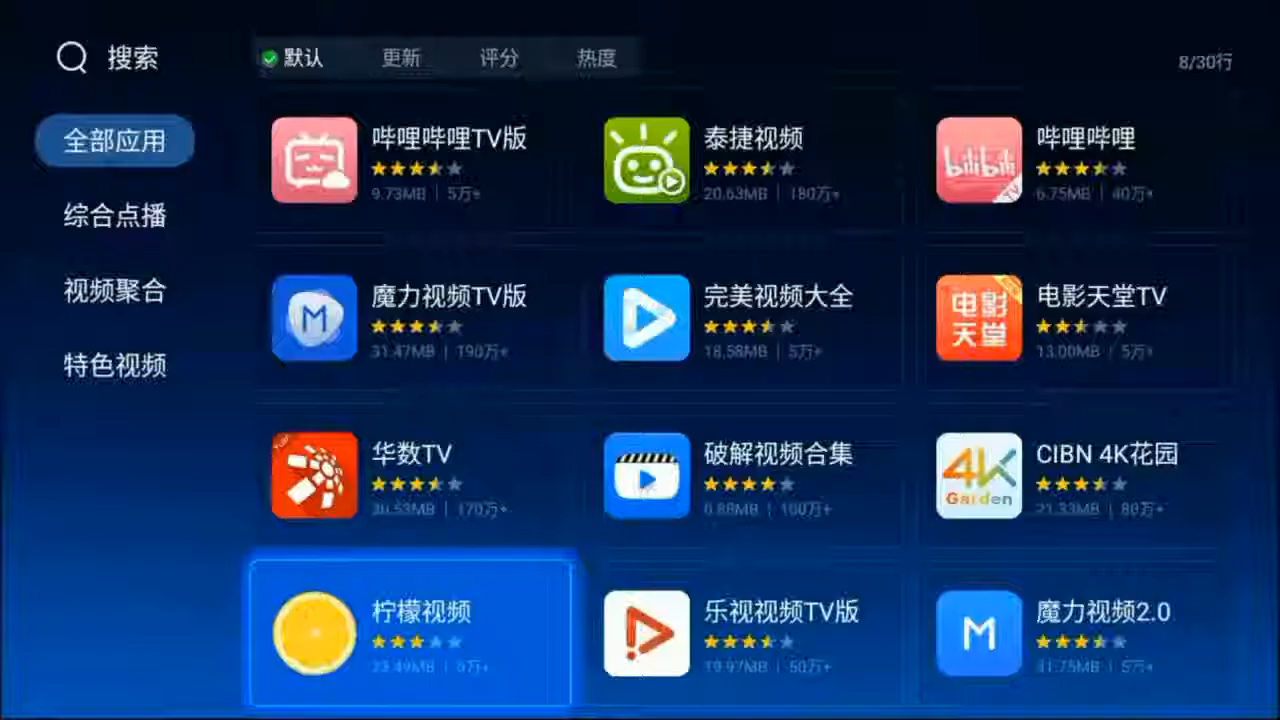 搜索
默认 更新 评分 热度
8/30行
全部应用
综合点播
视频聚合
特色视频
哔哩哔哩TV版
9.73MB | 5万+
泰捷视频
20.63MB | 180万+
bilibili
TV
哔哩哔哩
6.75MB | 40万+
M
魔力视频TV版
31.47MB | 190万+
完美视频大全
18.58MB | 5万+
电影
天堂
电影天堂TV
13.00MB | 5万+
华数TV
30.53MB | 170万+
破解视频合集
6.88MB | 100万+
4K
Garden
CIBN 4K花园
21.33MB | 80万+
柠檬视频
23.49MB | 5万+
乐视视频TV版
19.97MB | 50万+
M
魔力视频2.0
31.75MB | 5万+